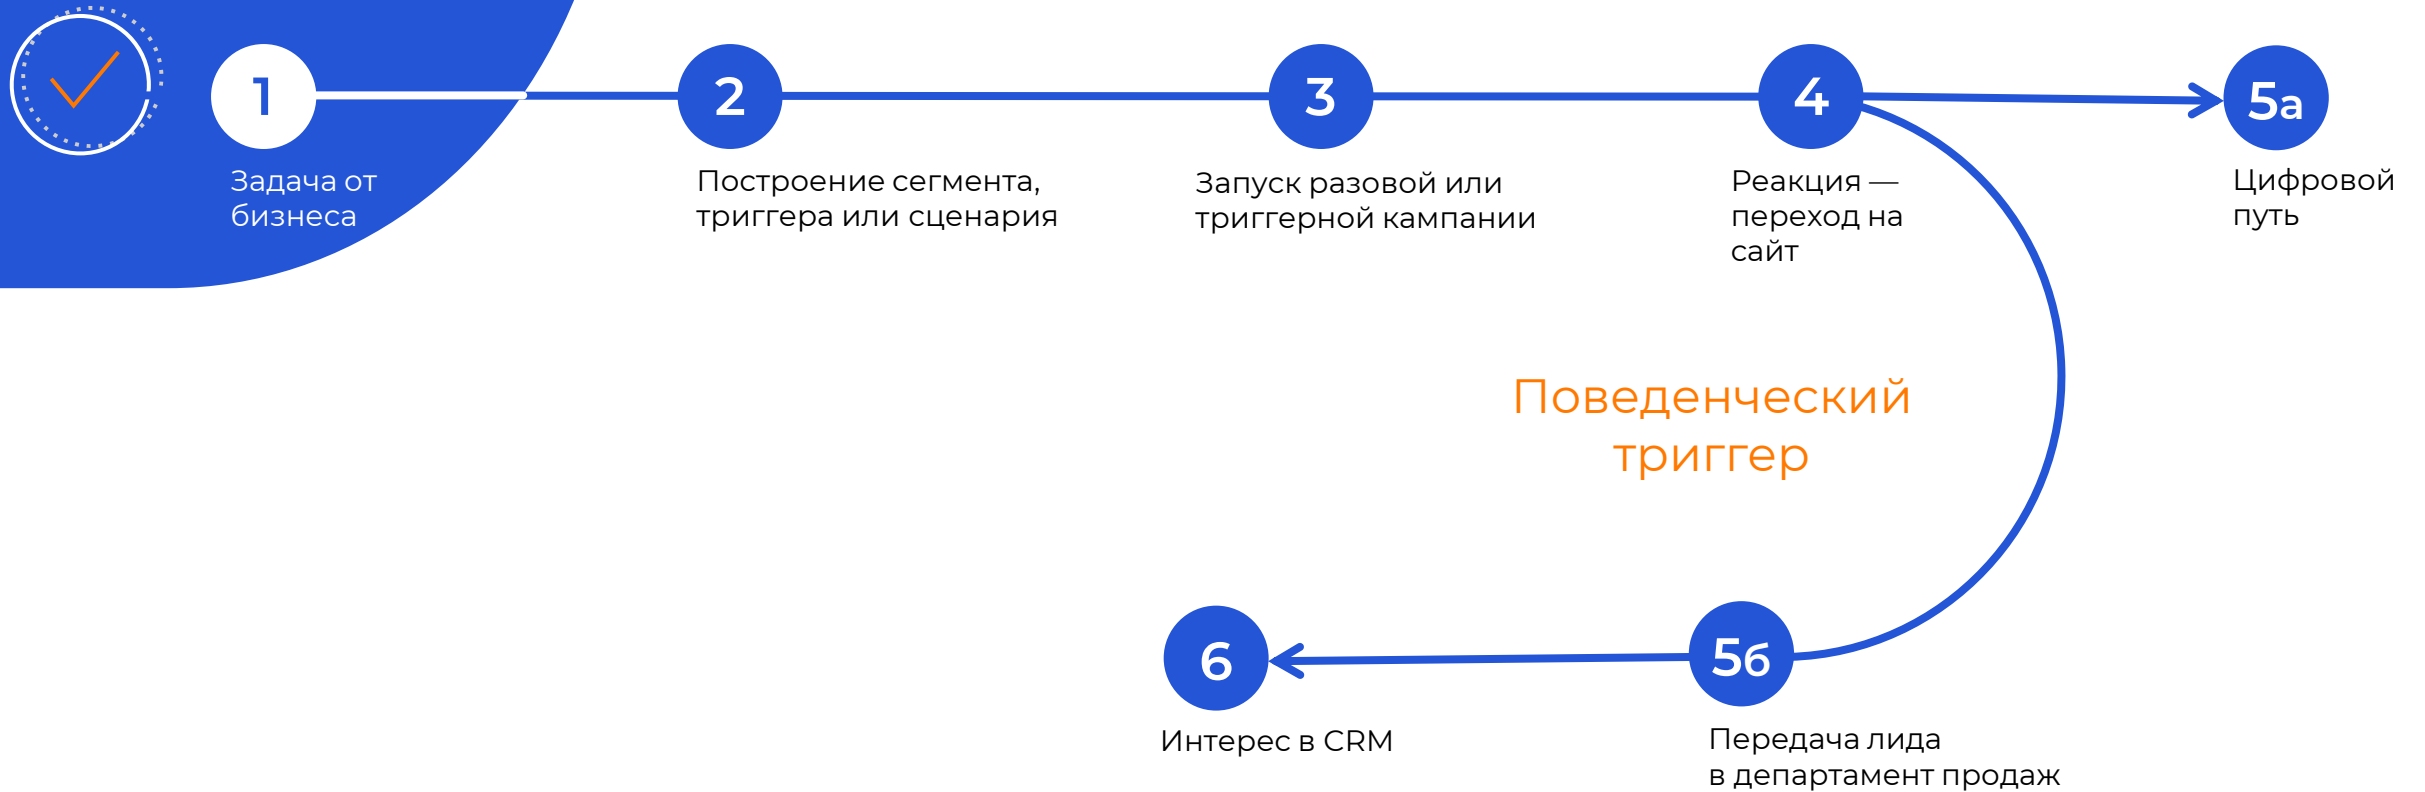 1
Задача от
бизнеса
2
Построение сегмента,
триггера или сценария
3
Запуск разовой или
триггерной кампании
4
Реакция —
переход на
сайт
5а
Цифровой
путь
Поведенческий
триггер
6
Интерес в CRM
5б
Передача лида
в департамент продаж